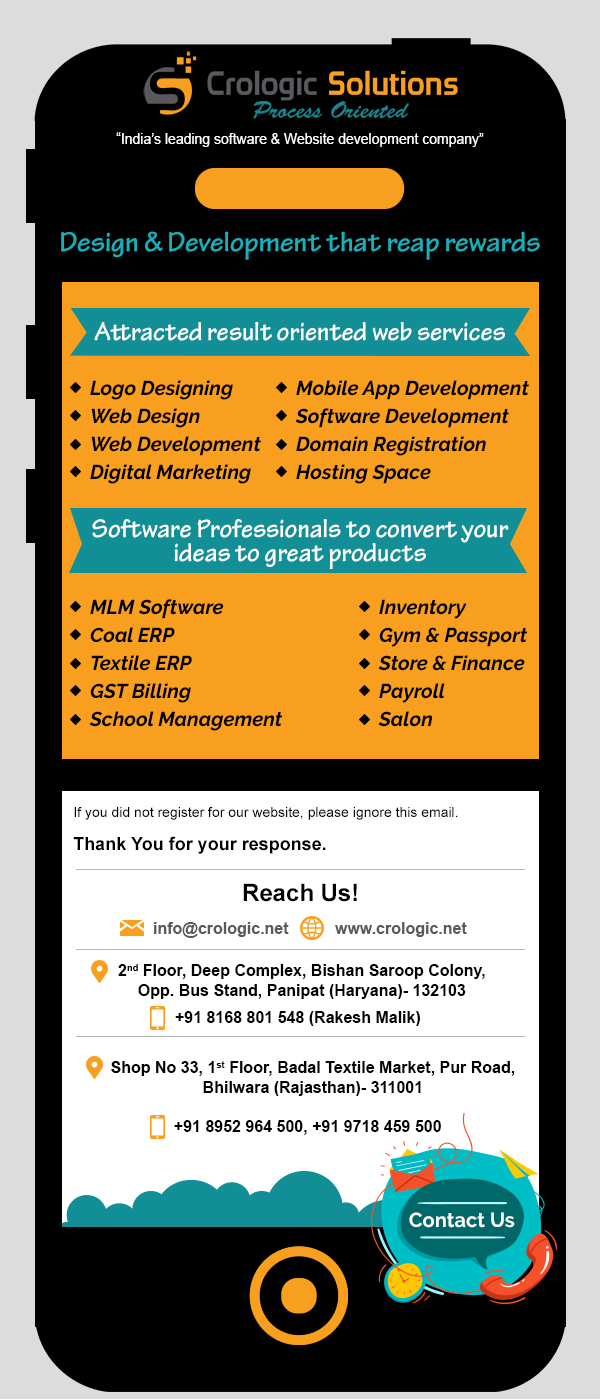 Crologic Solutions
Process Oriented
“India’s leading software & Website development company”
Design & Development that reap rewards
Attracted result oriented web services
Logo Designing
Web Design
Web Development
Digital Marketing
Mobile App Development
Software Development
Domain Registration
Hosting Space
Software Professionals to convert your
ideas to great products
MLM Software
Coal ERP
Textile ERP
GST Billing
School Management
Inventory
Gym & Passport
Store & Finance
Payroll
Salon
If you did not register for our website, please ignore this email.
Thank You for your response.
Reach Us!
info@crologic.net www.crologic.net
2nd Floor, Deep Complex, Bishan Saroop Colony,
Opp. Bus Stand, Panipat (Haryana)- 132103
+91 8168 801 548 (Rakesh Malik)
Shop No 33, 1st Floor, Badal Textile Market, Pur Road,
Bhilwara (Rajasthan)- 311001
+91 8952 964 500, +91 9718 459 500
Contact Us